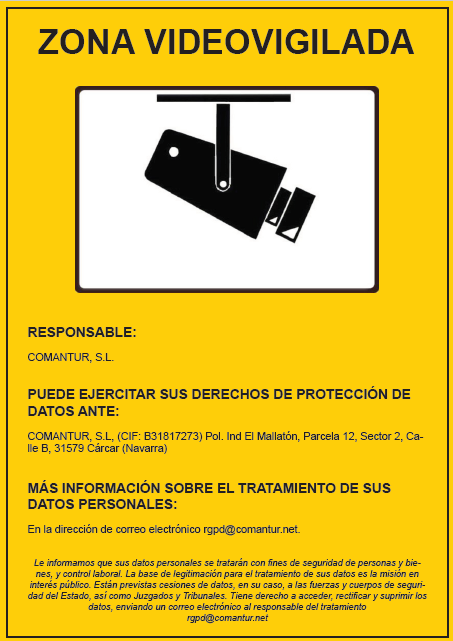 ZONA VIDEOVIGILADA
RESPONSABLE:
COMANTUR, S.L.
PUEDE EJERCITAR SUS DERECHOS DE PROTECCIÓN DE
DATOS ANTE:
COMANTUR, S.L, (CIF: B31817273) Pol. Ind El Mallatón, Parcela 12, Sector 2, Ca-
lle B, 31579 Cárcar (Navarra)
MÁS INFORMACIÓN SOBRE EL TRATAMIENTO DE SUS
DATOS PERSONALES:
En la dirección de correo electrónico rgpd@comantur.net.
Le informamos que sus datos personales se tratarán con fines de seguridad de personas y bie-
nes, y control laboral. La base de legitimación para el tratamiento de sus datos es la misión en
interés público. Están previstas cesiones de datos, en su caso, a las fuerzas y cuerpos de seguri-
dad del Estado, así como Juzgados y Tribunales. Tiene derecho a acceder, rectificar y suprimir los
datos, enviando un correo electrónico al responsable del tratamiento
rgpd@comantur.net